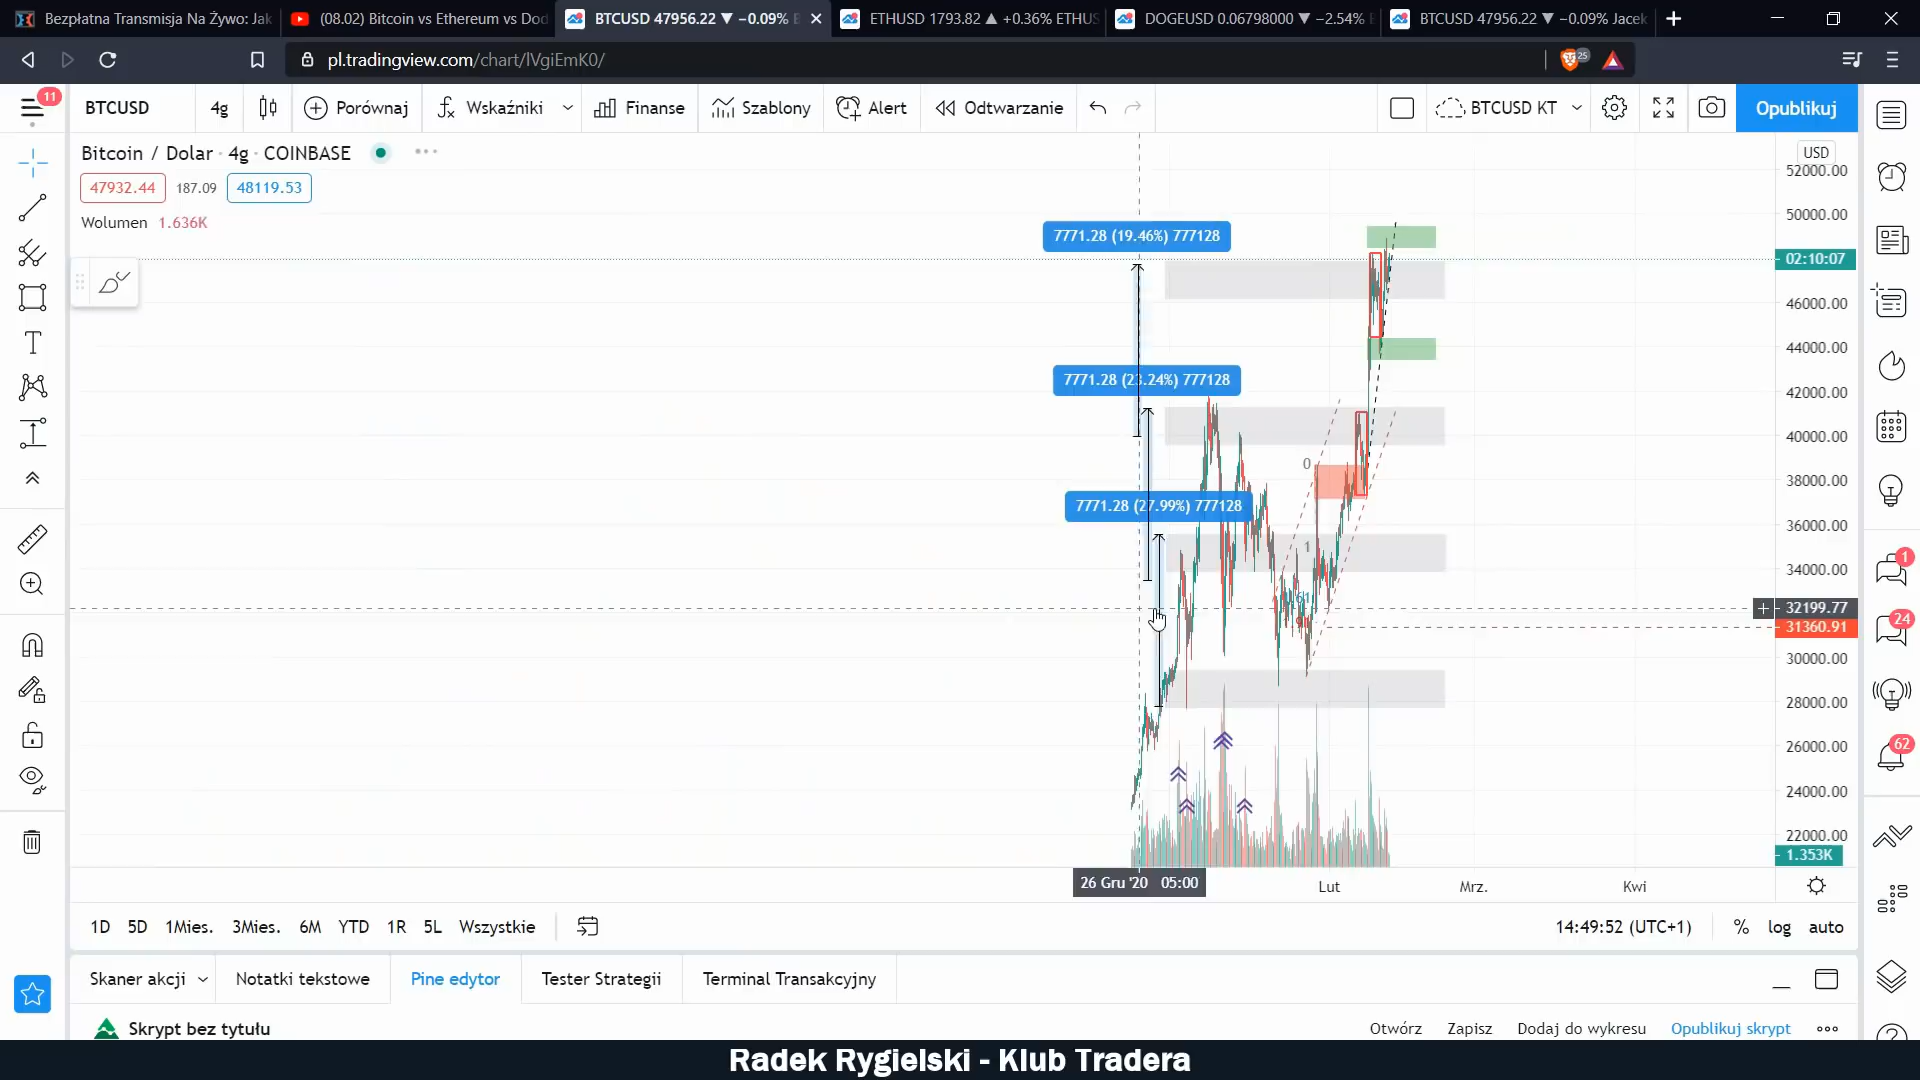 Bezpłatna Transmisja Na Żywo: Jak
(08.02) Bitcoin vs Ethereum vs Dod
BTCUSD 47956.22 ▼ −0.09%
ETHUSD 1793.82 ▲ +0.36% ETHUS
DOGEUSD 0.06798000 ▼ −2.54%
BTCUSD 47956.22 ▼ −0.09% Jacek
pl.tradingview.com/chart/lVgiEmK0/
25
11
BTCUSD
4g
Porównaj
Wskaźniki
Finanse
Szablony
Alert
Odtwarzanie
BTCUSD KT
Opublikuj
Bitcoin / Dolar · 4g · COINBASE
47932.44
187.09
48119.53
Wolumen 1.636K
USD
52000.00
50000.00
02:10:07
46000.00
44000.00
42000.00
40000.00
38000.00
36000.00
34000.00
32199.77
31360.91
30000.00
28000.00
26000.00
24000.00
22000.00
1.353K
7771.28 (19.46%) 777128
7771.28 (23.24%) 777128
7771.28 (27.99%) 777128
0
1
1
24
62
26 Gru '20 05:00
Lut
Mrz.
Kwi
1D
5D
1Mies.
3Mies.
6M
YTD
1R
5L
Wszystkie
14:49:52 (UTC+1)
%
log
auto
Skaner akcji
Notatki tekstowe
Pine edytor
Tester Strategii
Terminal Transakcyjny
Skrypt bez tytułu
Otwórz
Zapisz
Dodaj do wykresu
Opublikuj skrypt
Radek Rygielski - Klub Tradera